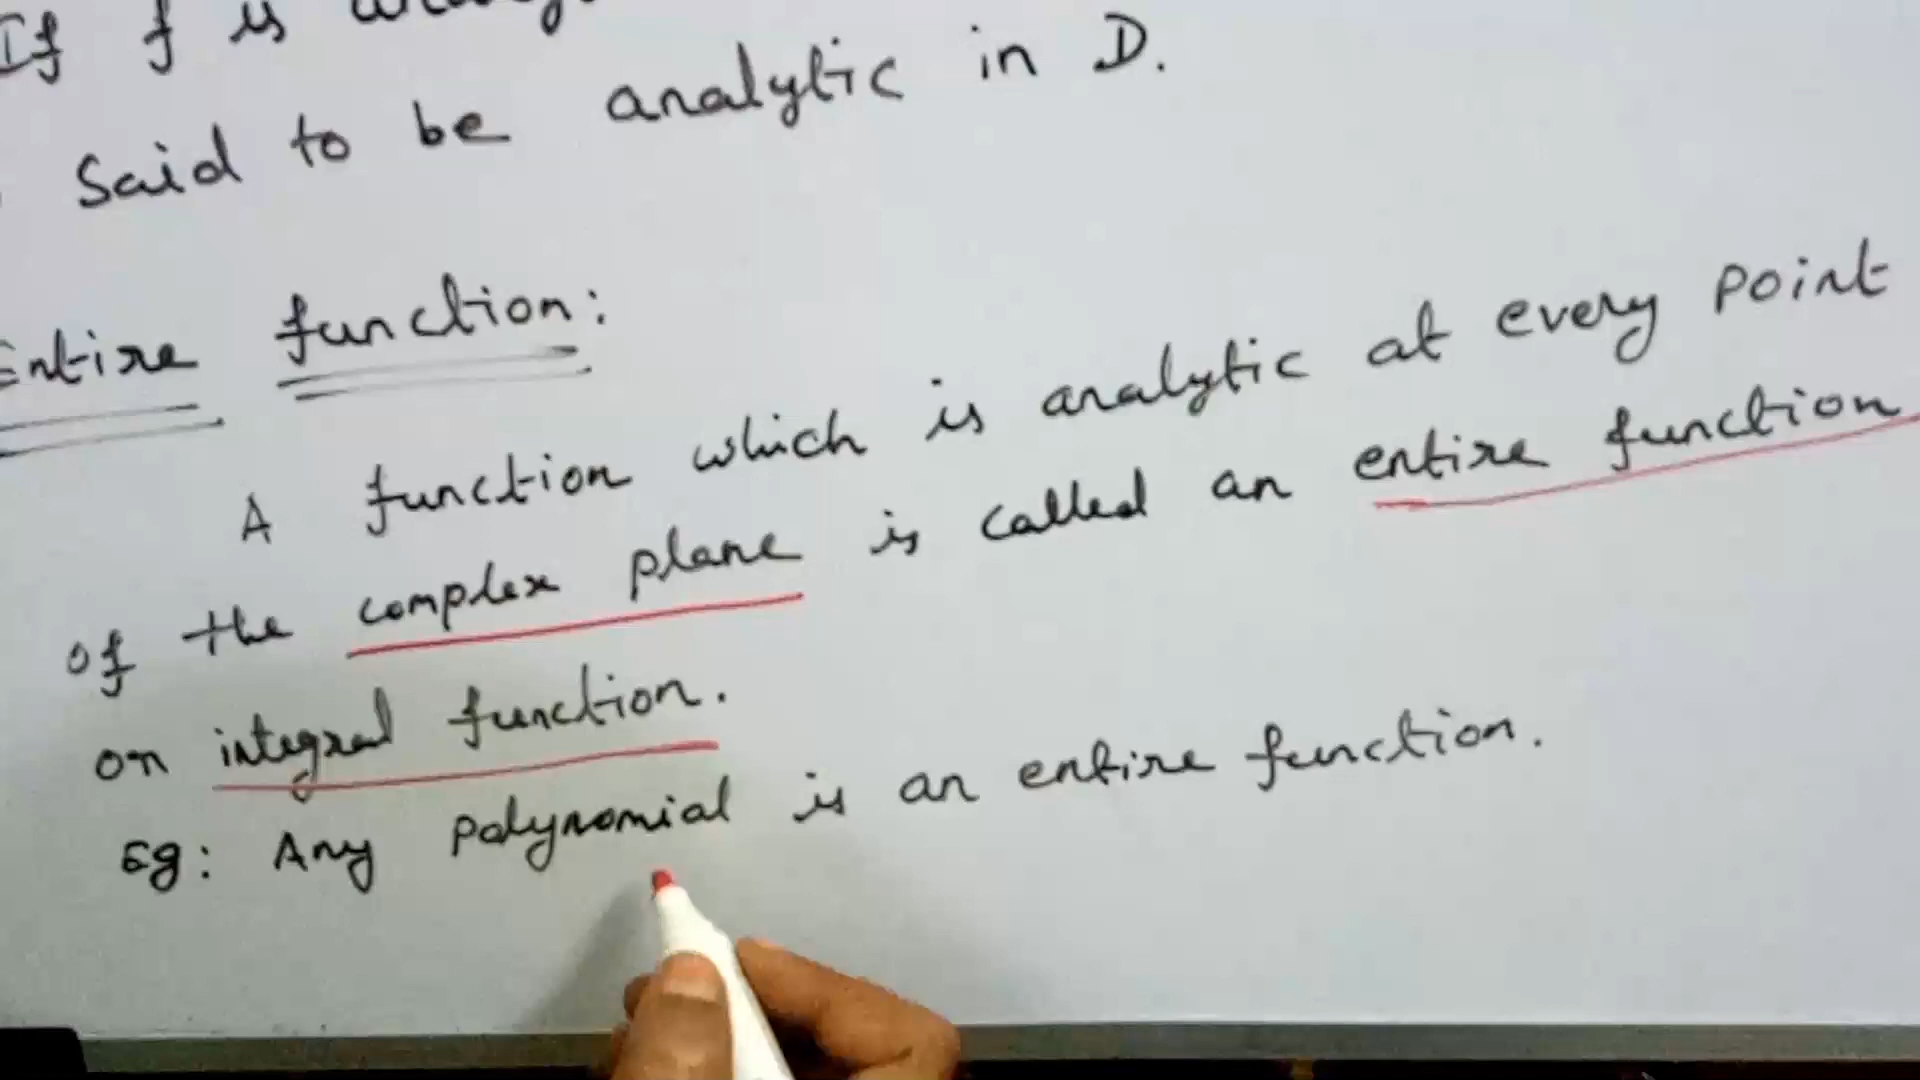 If f is
Said to be analytic in D.
Entire function:
A function which is analytic at every point
of the complex plane is called an entire function
or integral function.
Eg: Any polynomial is an entire function.